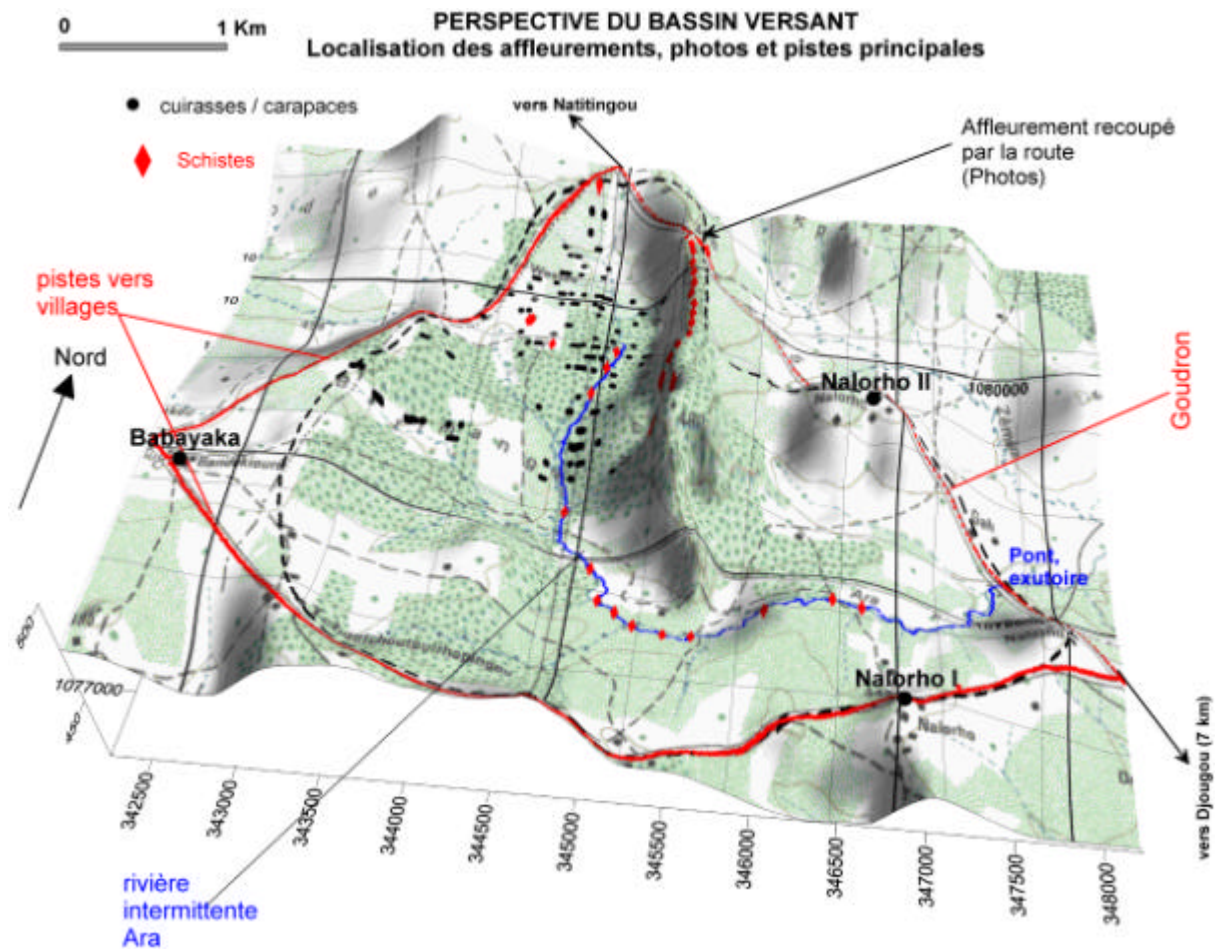 0
1 Km
PERSPECTIVE DU BASSIN VERSANT
Localisation des affleurements, photos et pistes principales
cuirasses / carapaces
Schistes
vers Natitingou
Affleurement recoupé
par la route
(Photos)
pistes vers
villages
Nord
Babayaka
Nalorho II
Nalorho
1080000
Goudron
Pont,
exutoire
Ara
Nalorho I
Nalorho
1077000
vers Djougou (7 km)
342500
343000
343500
344000
344500
345000
345500
346000
346500
347000
347500
348000
rivière
intermittente
Ara